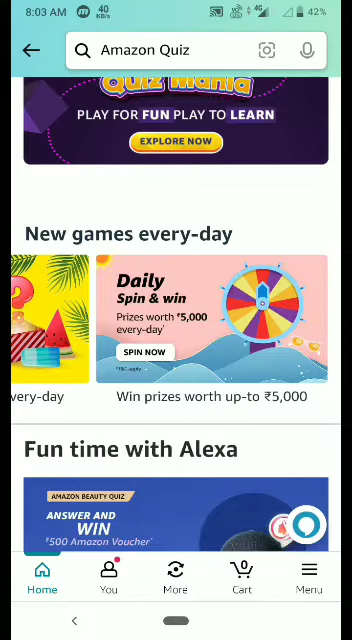 8:03 AM
40
KB/s
4G
42%
Amazon Quiz
Quiz Mania
PLAY FOR FUN PLAY TO LEARN
EXPLORE NOW
New games every-day
?
Daily
Spin & win
Prizes worth ₹5,000
every-day*
SPIN NOW
*T&C apply
very-day
Win prizes worth up-to ₹5,000
Fun time with Alexa
AMAZON BEAUTY QUIZ
ANSWER AND
WIN
₹500 Amazon Voucher*
Home
You
More
0
Cart
Menu